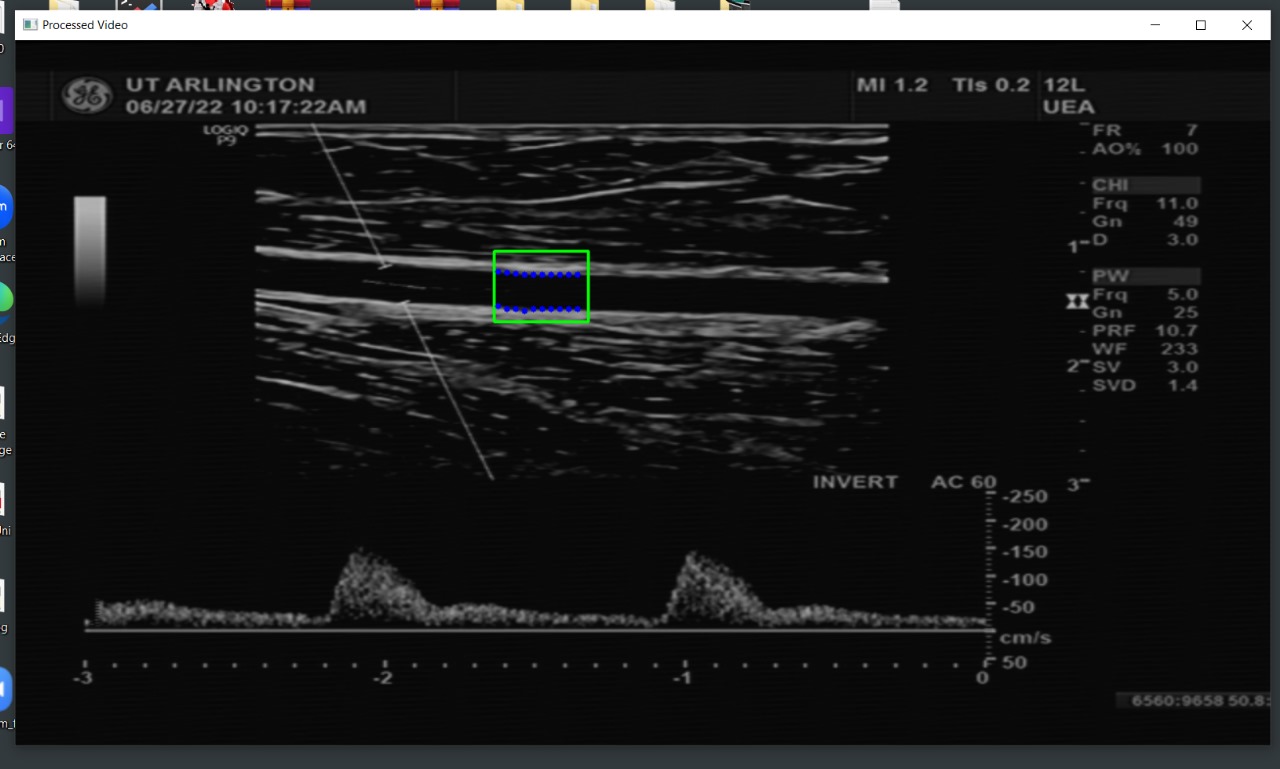 Processed Video
UT ARLINGTON
06/27/22 10:17:22AM
MI 1.2 TIs 0.2 12L
UEA
LOGIQ
P9
FR 7
AO% 100
CHI
Frq 11.0
Gn 49
1 D 3.0
PW
Frq 5.0
Gn 25
PRF 10.7
WF 233
2 SV 3.0
SVD 1.4
INVERT AC 60
3
-250
-200
-150
-100
-50
cm/s
50
-3 -2 -1 0
6560:9658 50.8: